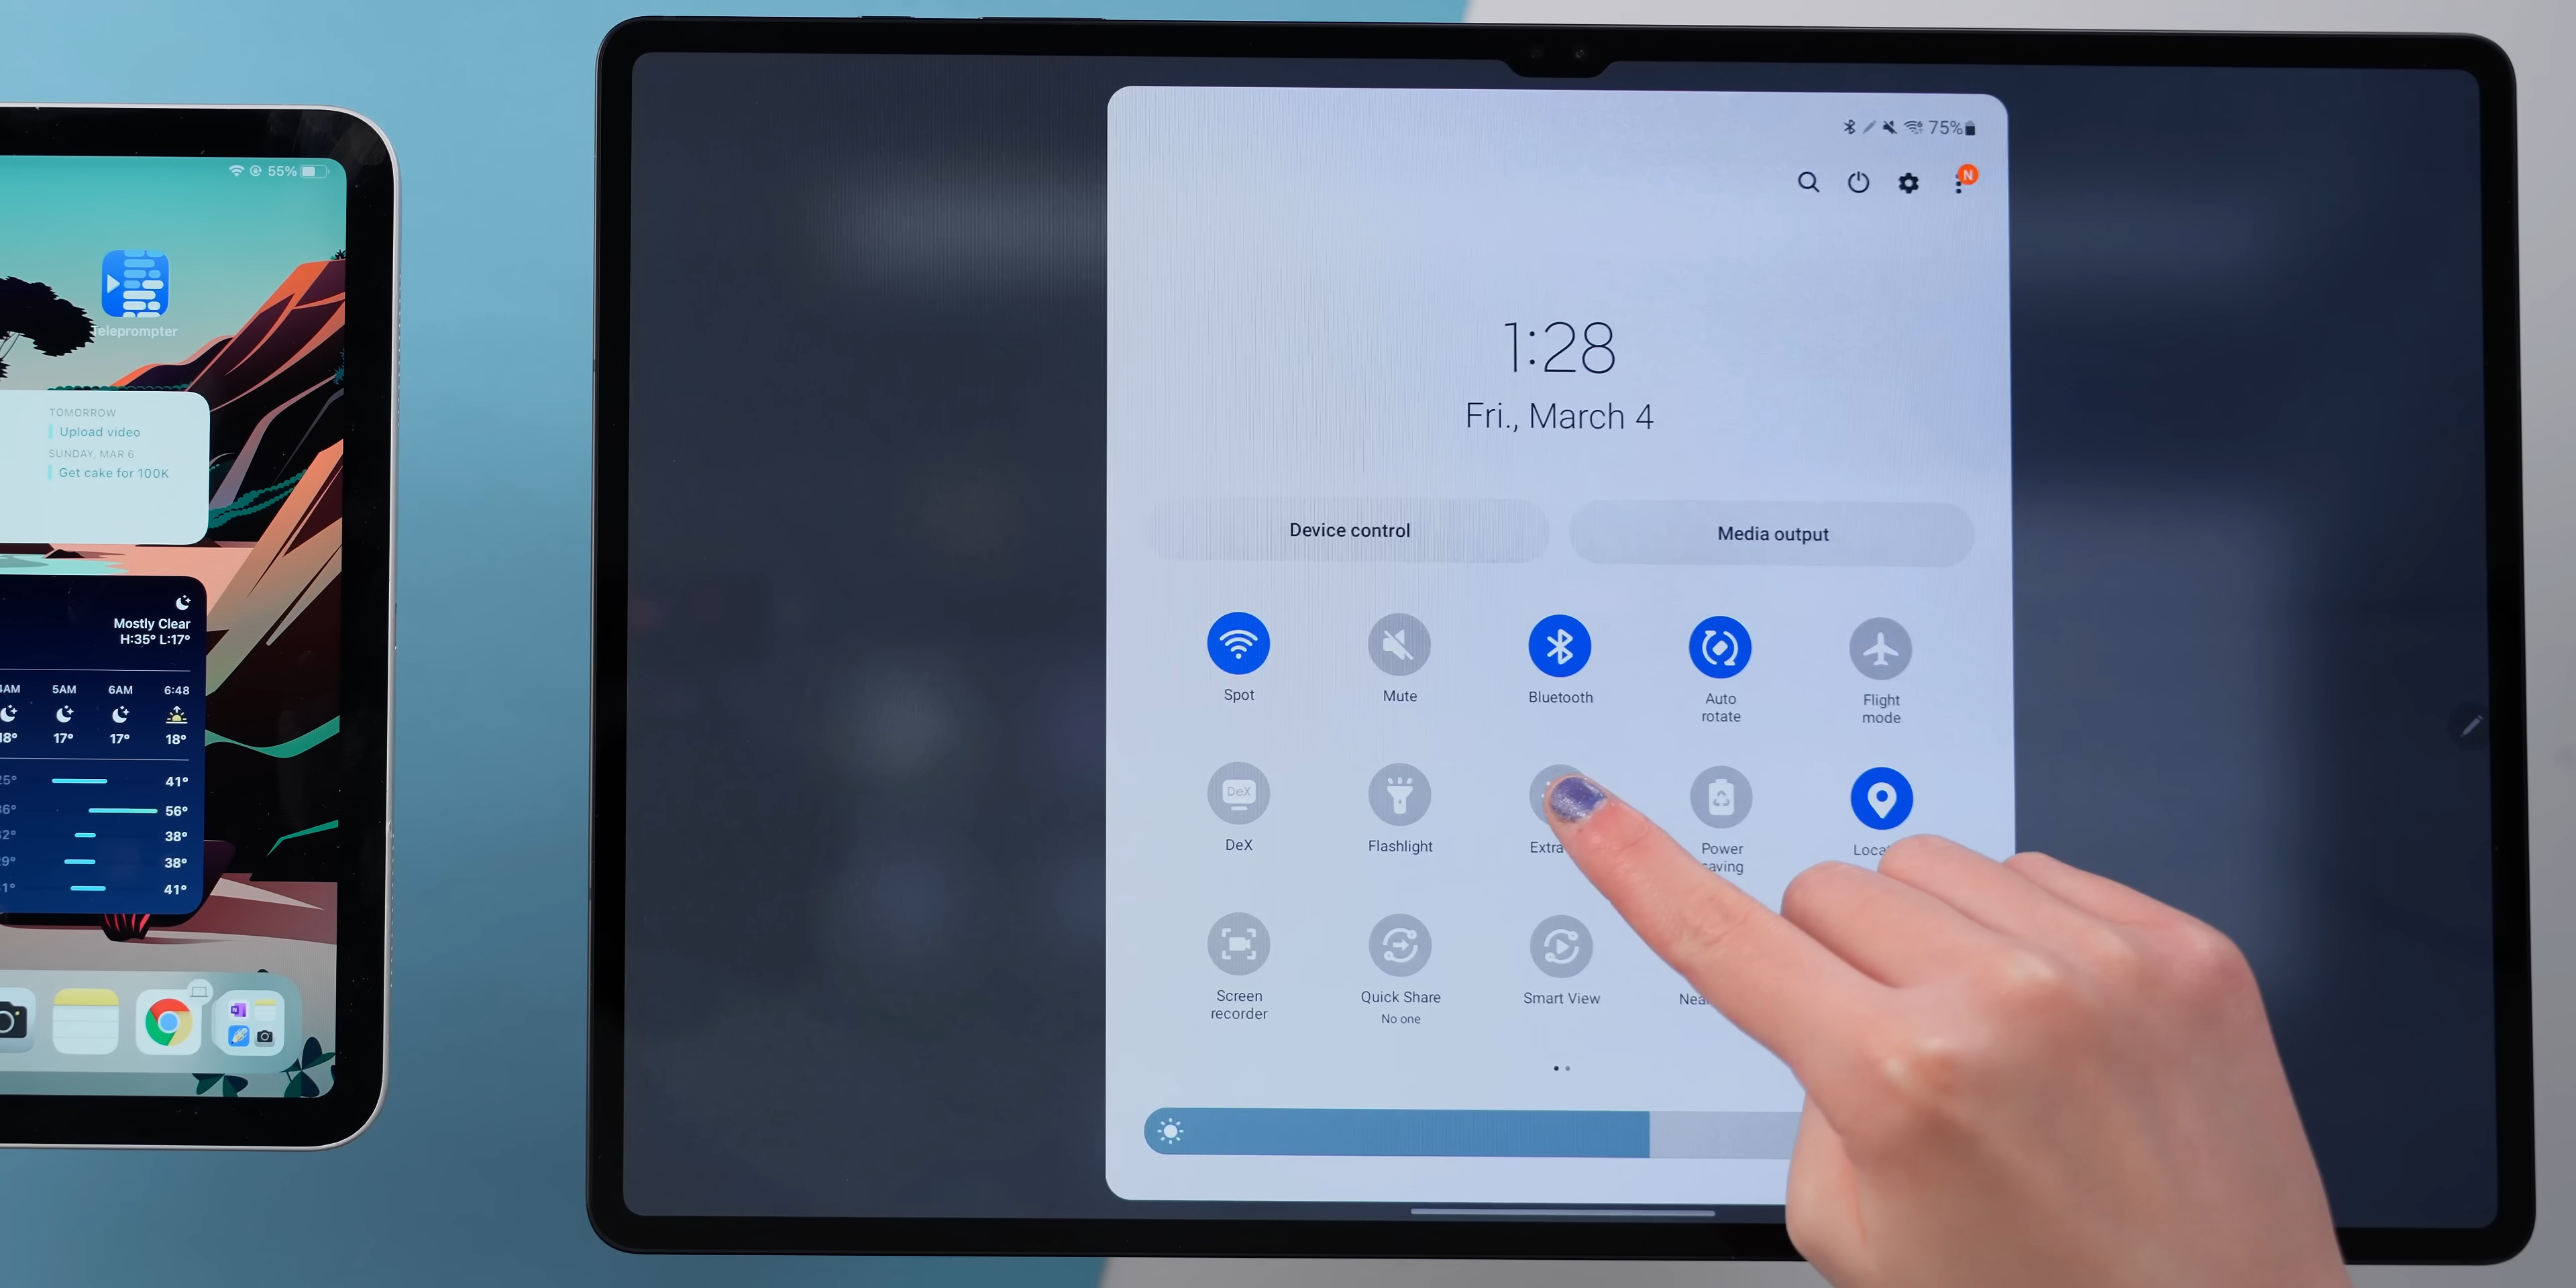 55%
Teleprompter
TOMORROW
Upload video
SUNDAY, MAR 6
Get cake for 100K
Mostly Clear
H:35° L:17°
5AM 6AM 6:48
17° 17° 18°
41°
56°
38°
38°
41°
75%
N
1:28
Fri., March 4
Device control
Media output
Spot
Mute
Bluetooth
Auto
rotate
Flight
mode
DeX
DeX
Flashlight
Extra
Power
saving
Screen
recorder
Quick Share
No one
Smart View